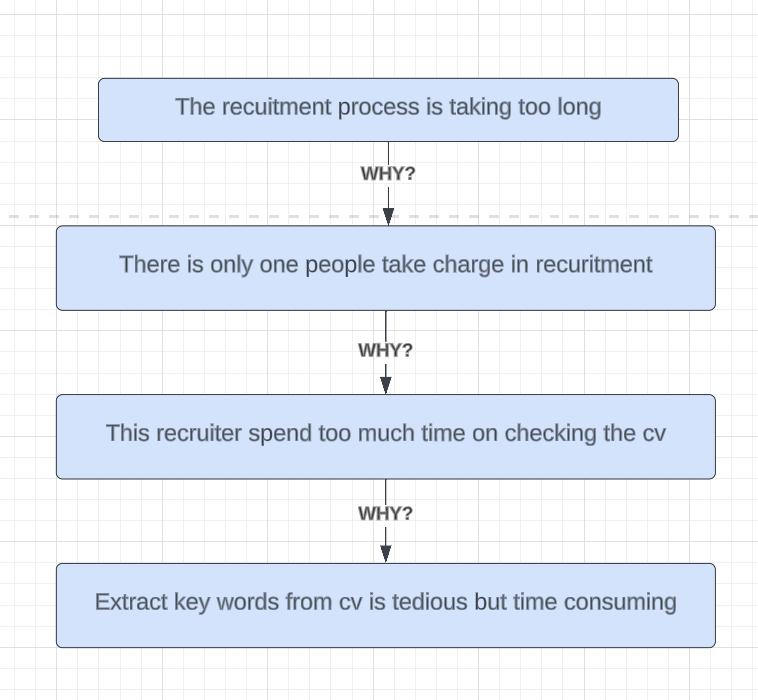 The recuitment process is taking too long
WHY?
There is only one people take charge in recuritment
WHY?
This recruiter spend too much time on checking the cv
WHY?
Extract key words from cv is tedious but time consuming